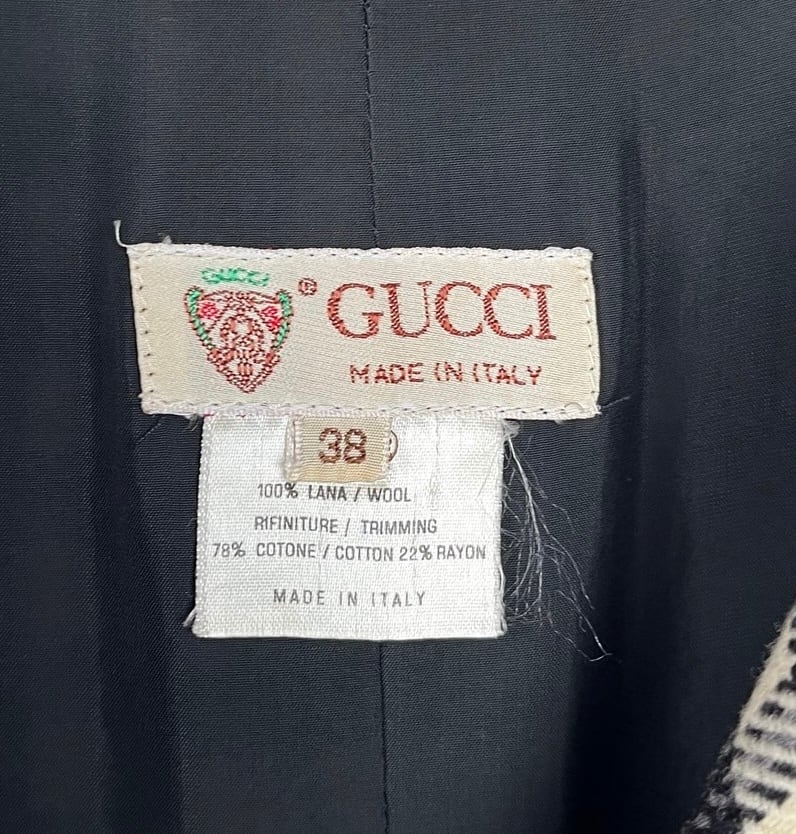 GUCCI
® GUCCI
MADE IN ITALY
38
100% LANA / WOOL
RIFINITURE / TRIMMING
78% COTONE / COTTON 22% RAYON
MADE IN ITALY